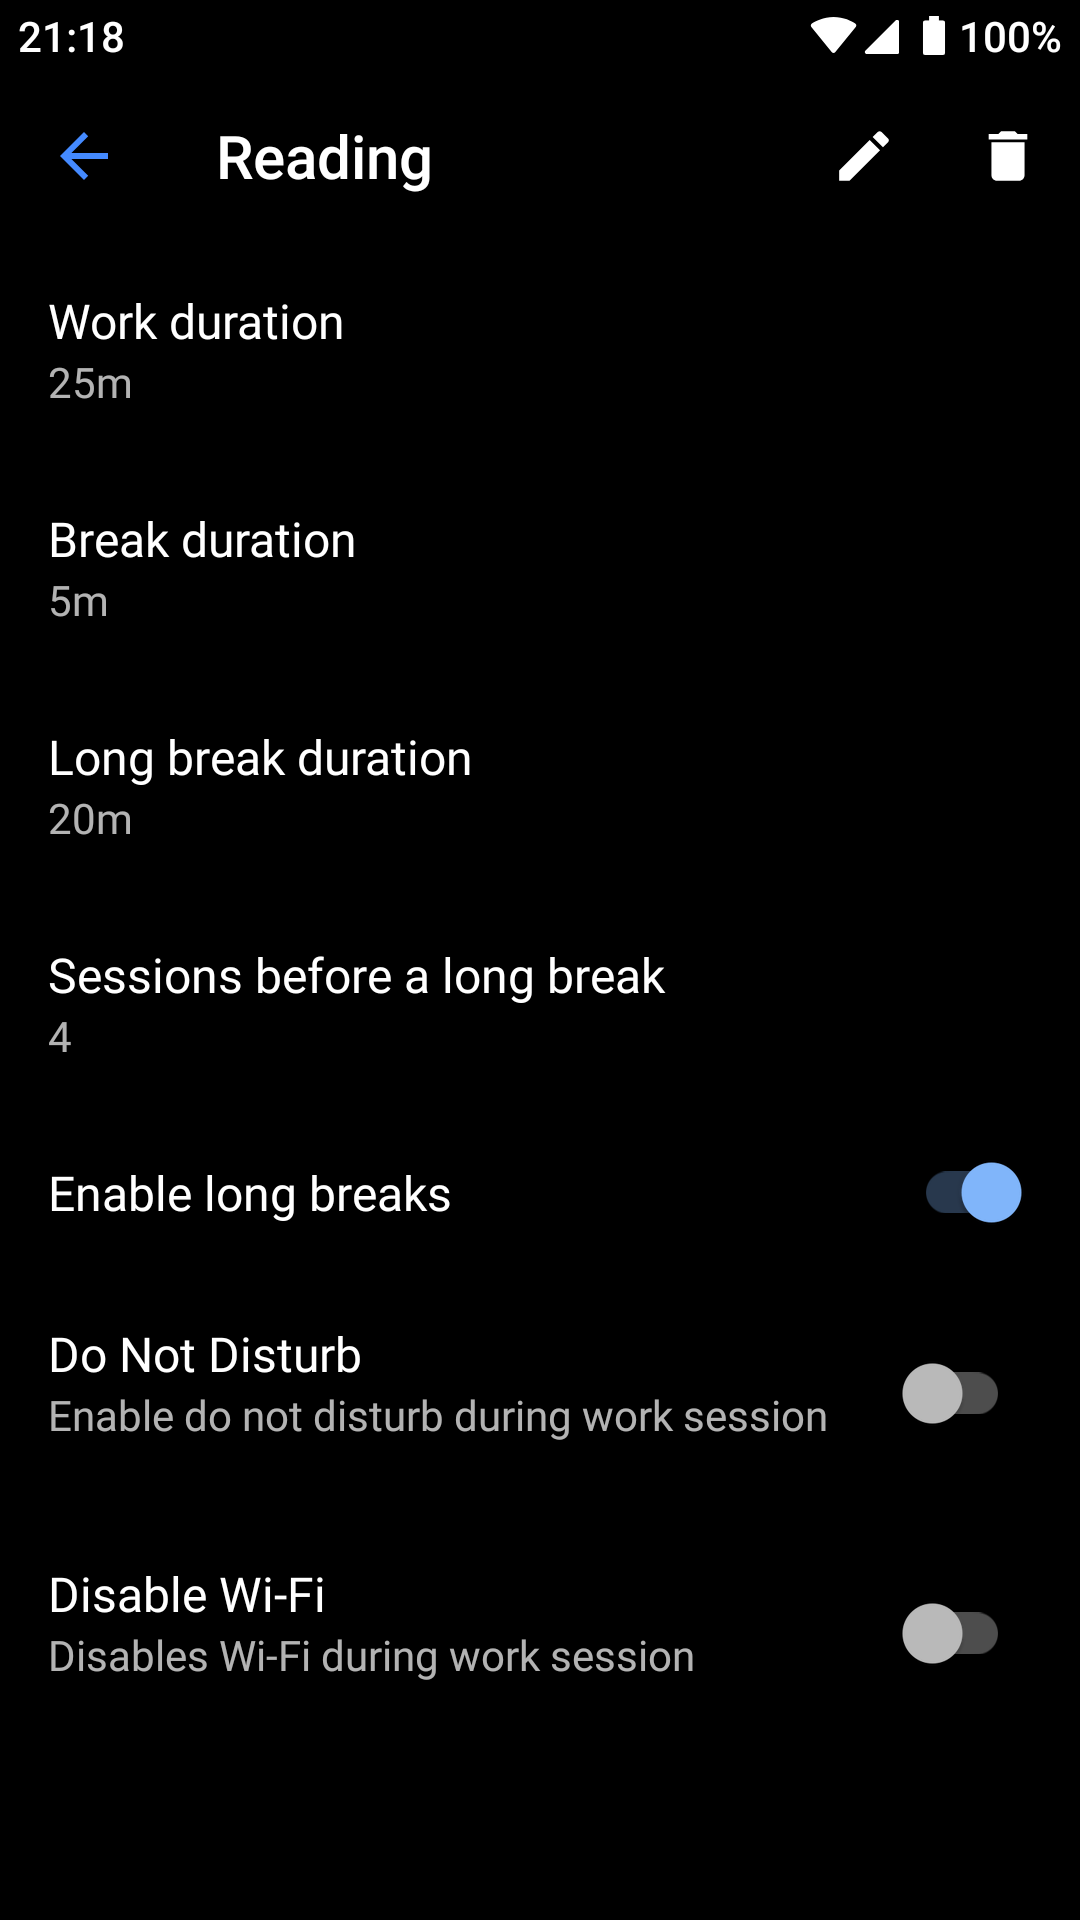 21:18 100%
Reading
Work duration
25m
Break duration
5m
Long break duration
20m
Sessions before a long break
4
Enable long breaks
Do Not Disturb
Enable do not disturb during work session
Disable Wi-Fi
Disables Wi-Fi during work session